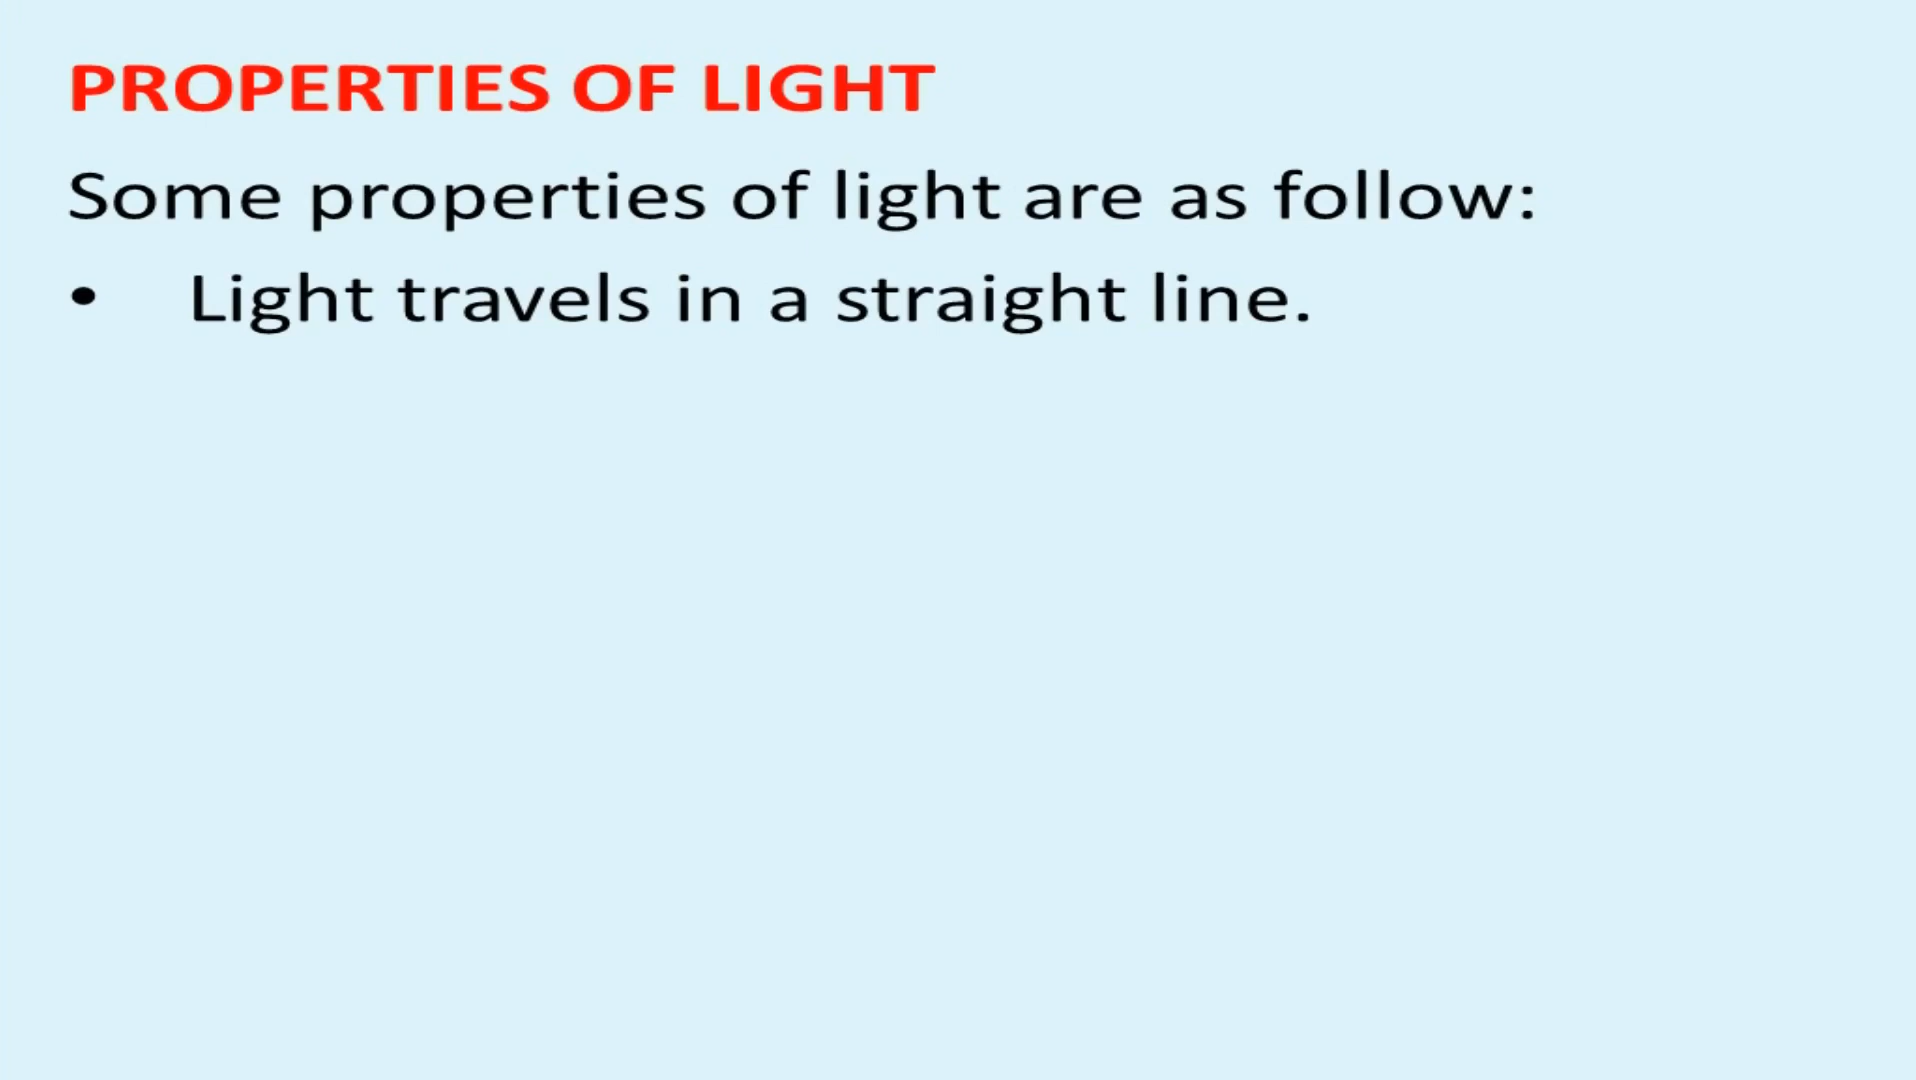 PROPERTIES OF LIGHT
Some properties of light are as follow:
• Light travels in a straight line.